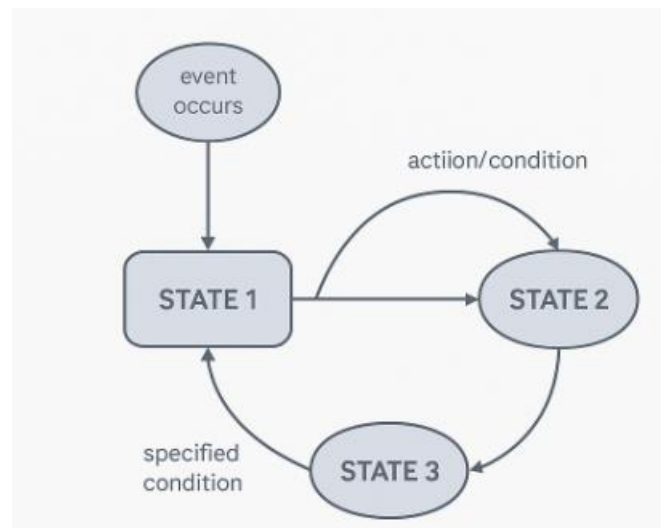 event
occurs
actiion/condition
STATE 1
STATE 2
specified
condition
STATE 3